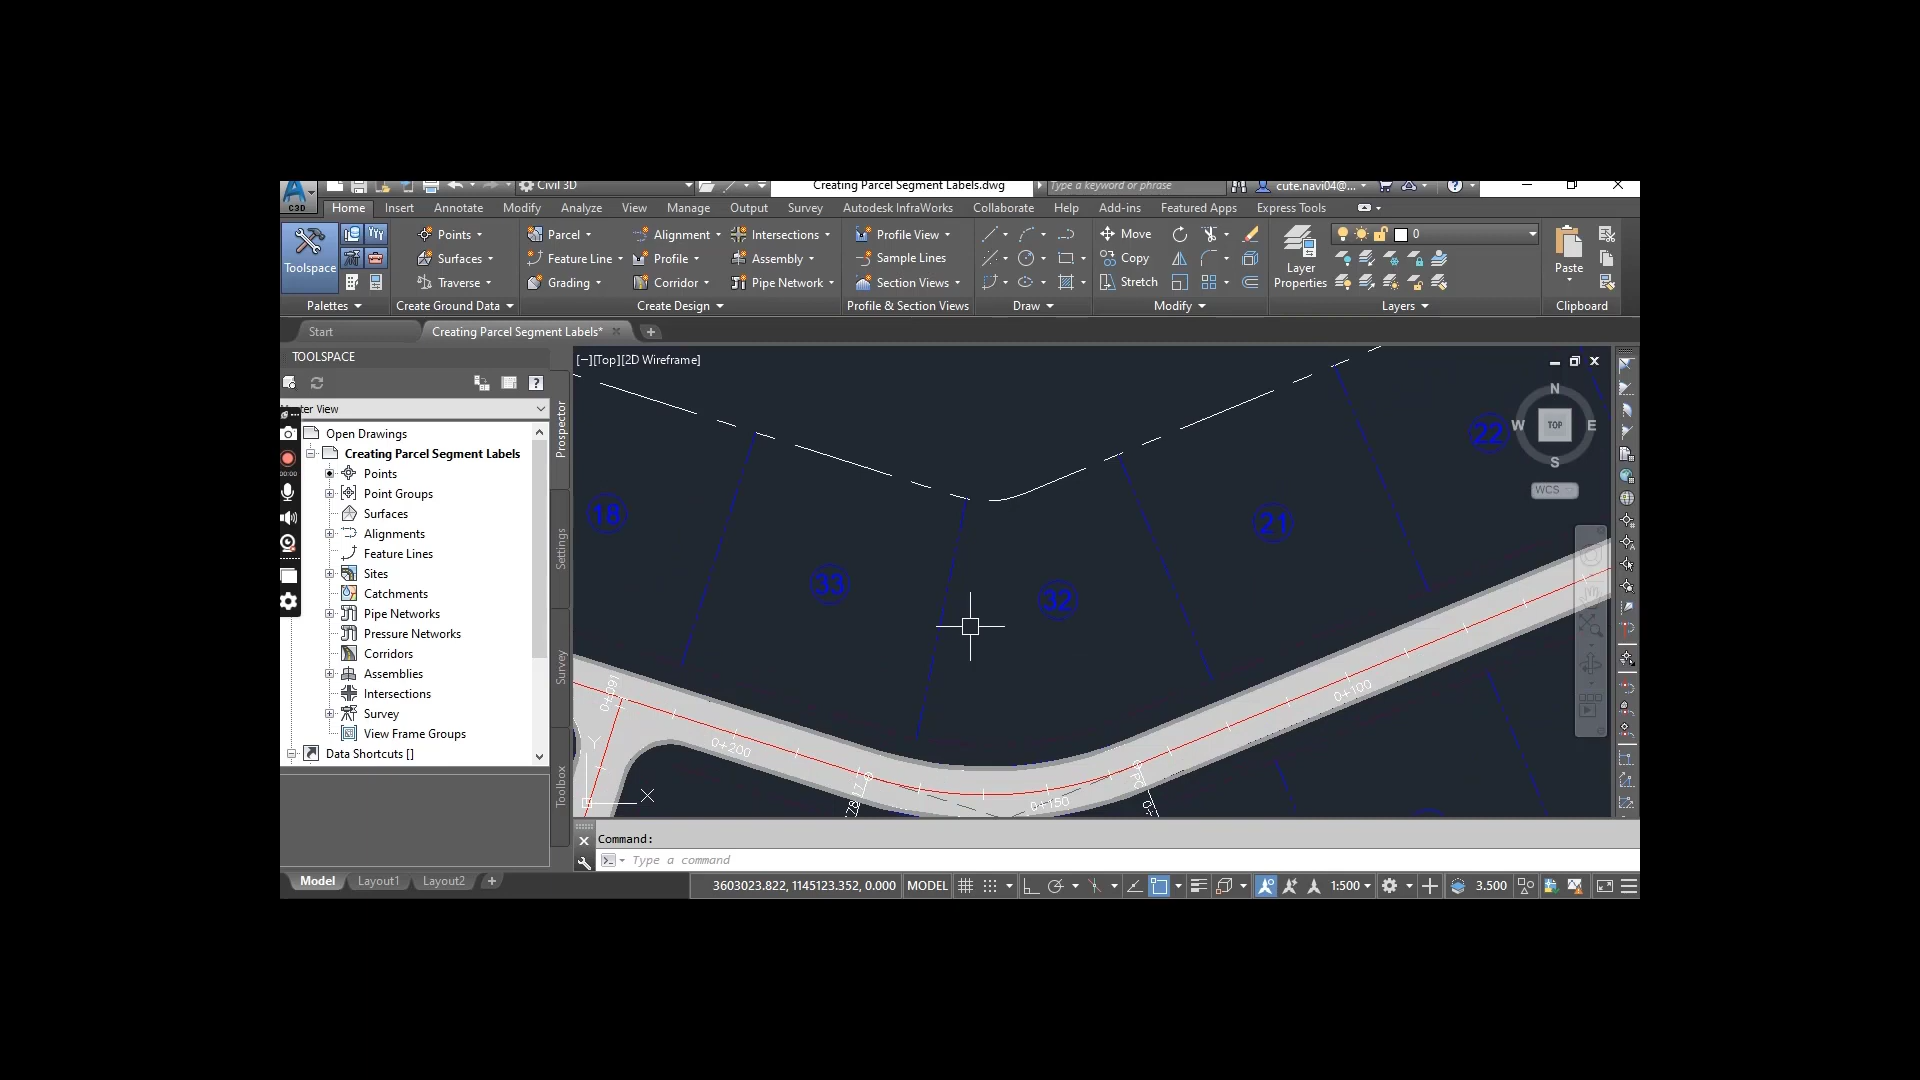 Civil 3D
Creating Parcel Segment Labels.dwg
Type a keyword or phrase
cute.navi04@...
C3D
Home Insert Annotate Modify Analyze View Manage Output Survey Autodesk InfraWorks Collaborate Help Add-ins Featured Apps Express Tools
Points Parcel Alignment Intersections Profile View Move 0
Toolspace Surfaces Feature Line Profile Assembly Sample Lines Copy Layer Properties Paste
Traverse Grading Corridor Pipe Network Section Views Stretch
Palettes Create Ground Data Create Design Profile & Section Views Draw Modify Layers Clipboard
Start Creating Parcel Segment Labels*
TOOLSPACE
[−][Top][2D Wireframe]
ter View
Open Drawings
Creating Parcel Segment Labels
Points
Point Groups
Surfaces
Alignments
Feature Lines
Sites
Catchments
Pipe Networks
Pressure Networks
Corridors
Assemblies
Intersections
Survey
View Frame Groups
Data Shortcuts []
00:00
Prospector
Settings
Survey
Toolbox
N
W TOP E
S
WCS
22
18
21
33
32
0+100
0+200
0+150
Y
X
Command:
Type a command
Model Layout1 Layout2
3603023.822, 1145123.352, 0.000 MODEL 1:500 3.500